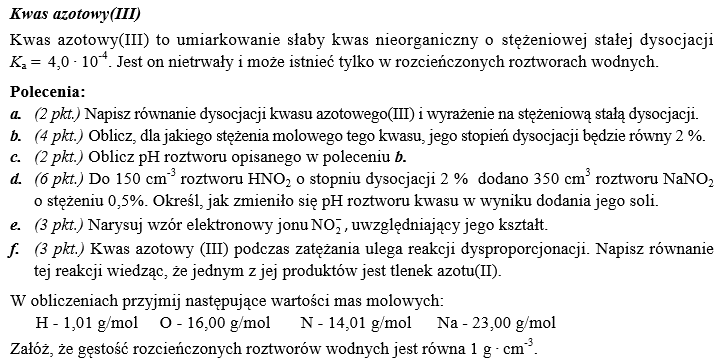 Kwas azotowy(III)
Kwas azotowy(III) to umiarkowanie słaby kwas nieorganiczny o stężeniowej stałej dysocjacji
Kₐ = 4,0 · 10⁻⁴. Jest on nietrwały i może istnieć tylko w rozcieńczonych roztworach wodnych.
Polecenia:
a. (2 pkt.) Napisz równanie dysocjacji kwasu azotowego(III) i wyrażenie na stężeniową stałą dysocjacji.
b. (4 pkt.) Oblicz, dla jakiego stężenia molowego tego kwasu, jego stopień dysocjacji będzie równy 2 %.
c. (2 pkt.) Oblicz pH roztworu opisanego w poleceniu b.
d. (6 pkt.) Do 150 cm⁻³ roztworu HNO₂ o stopniu dysocjacji 2 % dodano 350 cm³ roztworu NaNO₂
o stężeniu 0,5%. Określ, jak zmieniło się pH roztworu kwasu w wyniku dodania jego soli.
e. (3 pkt.) Narysuj wzór elektronowy jonu NO₂⁻, uwzględniający jego kształt.
f. (3 pkt.) Kwas azotowy (III) podczas zatężania ulega reakcji dysproporcjonacji. Napisz równanie
tej reakcji wiedząc, że jednym z jej produktów jest tlenek azotu(II).
W obliczeniach przyjmij następujące wartości mas molowych:
H - 1,01 g/mol O - 16,00 g/mol N - 14,01 g/mol Na - 23,00 g/mol
Załóż, że gęstość rozcieńczonych roztworów wodnych jest równa 1 g · cm⁻³.